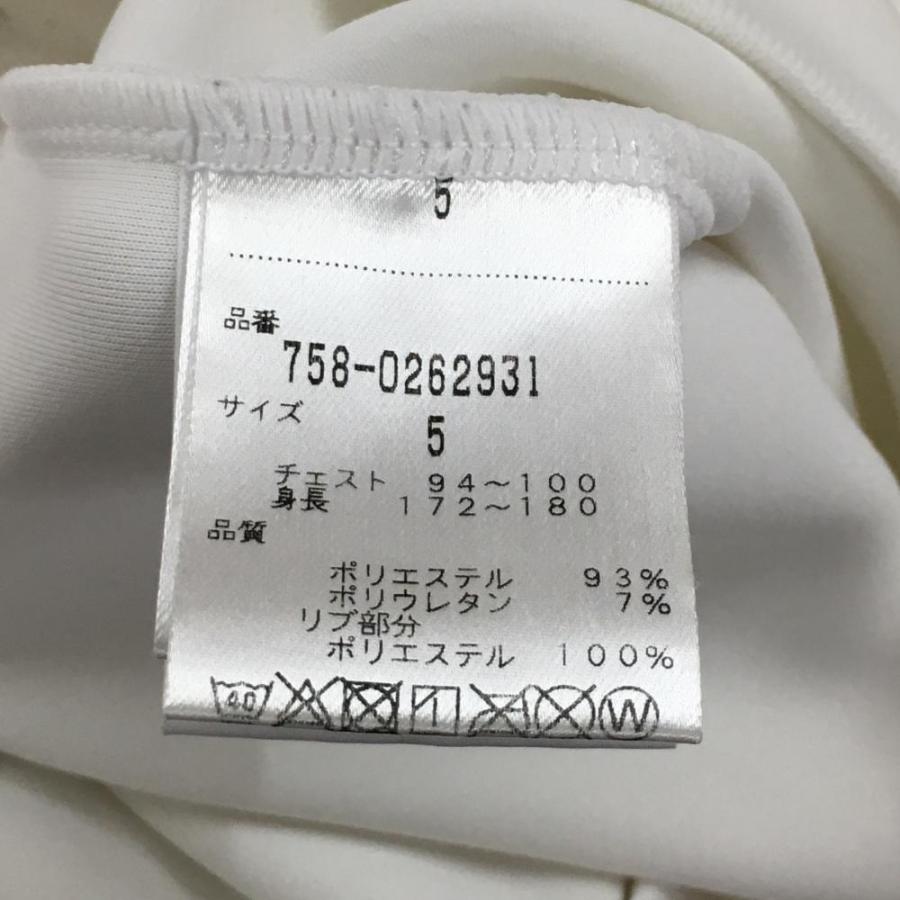 5
品番
758-0262931
サイズ
5
チェスト 94～100
身長 172～180
品質
ポリエステル 93%
ポリウレタン 7%
リブ部分
ポリエステル 100%
40 W